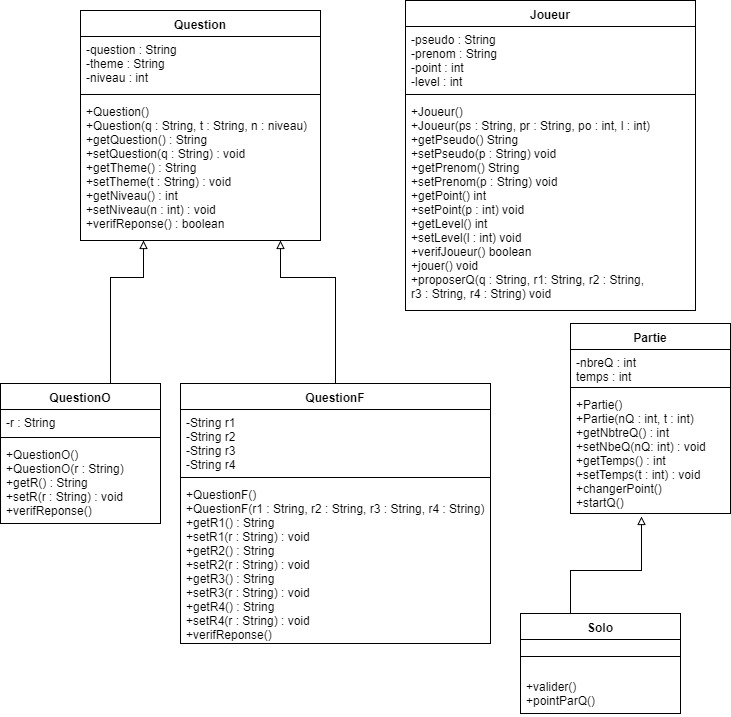 Question
-question : String
-theme : String
-niveau : int
+Question()
+Question(q : String, t : String, n : niveau)
+getQuestion() : String
+setQuestion(q : String) : void
+getTheme() : String
+setTheme(t : String) : void
+getNiveau() : int
+setNiveau(n : int) : void
+verifReponse() : boolean
Joueur
-pseudo : String
-prenom : String
-point : int
-level : int
+Joueur()
+Joueur(ps : String, pr : String, po : int, l : int)
+getPseudo() String
+setPseudo(p : String) void
+getPrenom() String
+setPrenom(p : String) void
+getPoint() int
+setPoint(p : int) void
+getLevel() int
+setLevel(l : int) void
+verifJoueur() boolean
+jouer() void
+proposerQ(q : String, r1: String, r2 : String,
r3 : String, r4 : String) void
QuestionO
-r : String
+QuestionO()
+QuestionO(r : String)
+getR() : String
+setR(r : String) : void
+verifReponse()
QuestionF
-String r1
-String r2
-String r3
-String r4
+QuestionF()
+QuestionF(r1 : String, r2 : String, r3 : String, r4 : String)
+getR1() : String
+setR1(r : String) : void
+getR2() : String
+setR2(r : String) : void
+getR3() : String
+setR3(r : String) : void
+getR4() : String
+setR4(r : String) : void
+verifReponse()
Partie
-nbreQ : int
temps : int
+Partie()
+Partie(nQ : int, t : int)
+getNbtreQ() : int
+setNbeQ(nQ: int) : void
+getTemps() : int
+setTemps(t : int) : void
+changerPoint()
+startQ()
Solo
+valider()
+pointParQ()